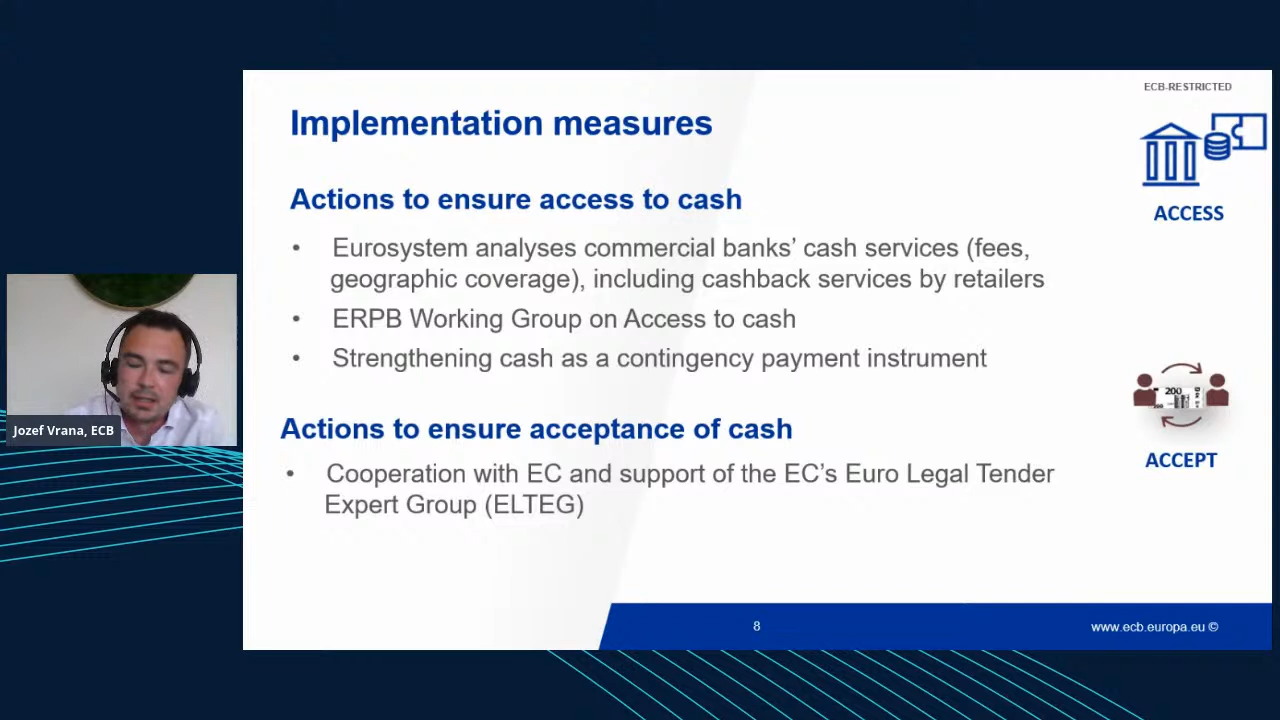 ECB-RESTRICTED
Implementation measures
ACCESS
Actions to ensure access to cash
• Eurosystem analyses commercial banks’ cash services (fees,
geographic coverage), including cashback services by retailers
• ERPB Working Group on Access to cash
• Strengthening cash as a contingency payment instrument
200
ACCEPT
Actions to ensure acceptance of cash
• Cooperation with EC and support of the EC’s Euro Legal Tender
Expert Group (ELTEG)
Jozef Vrana, ECB
8
www.ecb.europa.eu ©